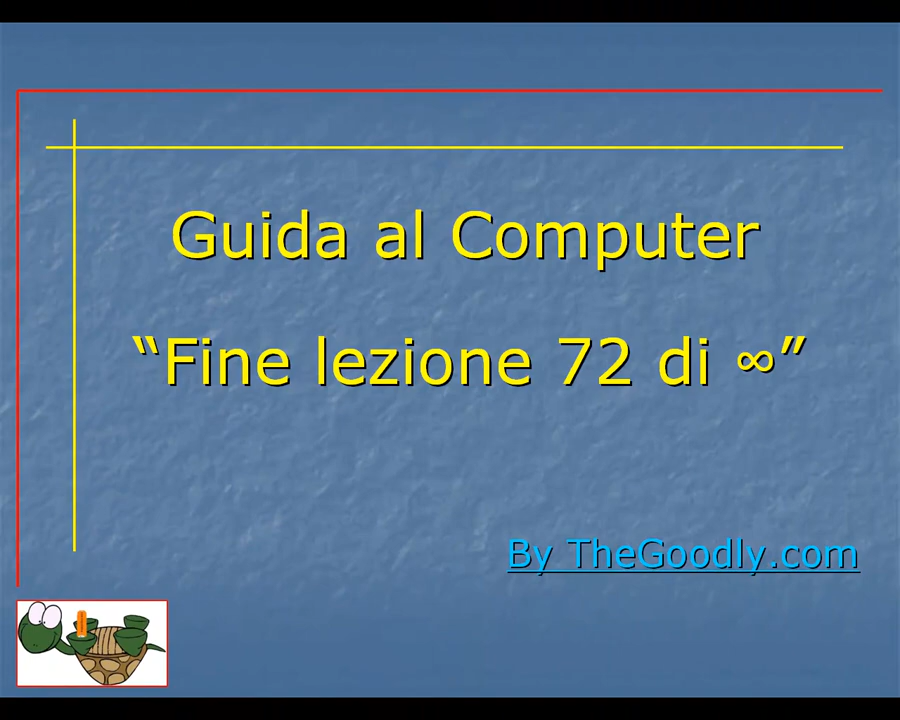 Guida al Computer
“Fine lezione 72 di ∞”
By TheGoodly.com